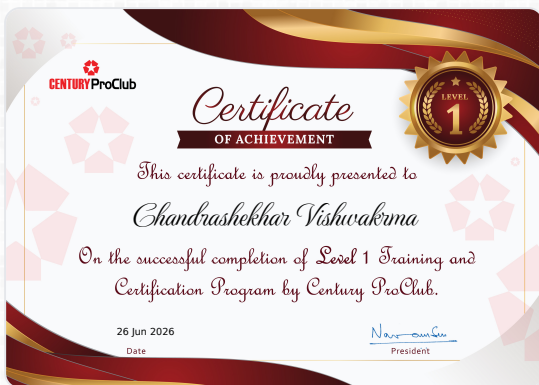 CENTURY ProClub
LEVEL
1
Certificate
OF ACHIEVEMENT
This certificate is proudly presented to
Chandrashekhar Vishwakrma
On the successful completion of Level 1 Training and
Certification Program by Century ProClub.
26 Jun 2026
Date
President